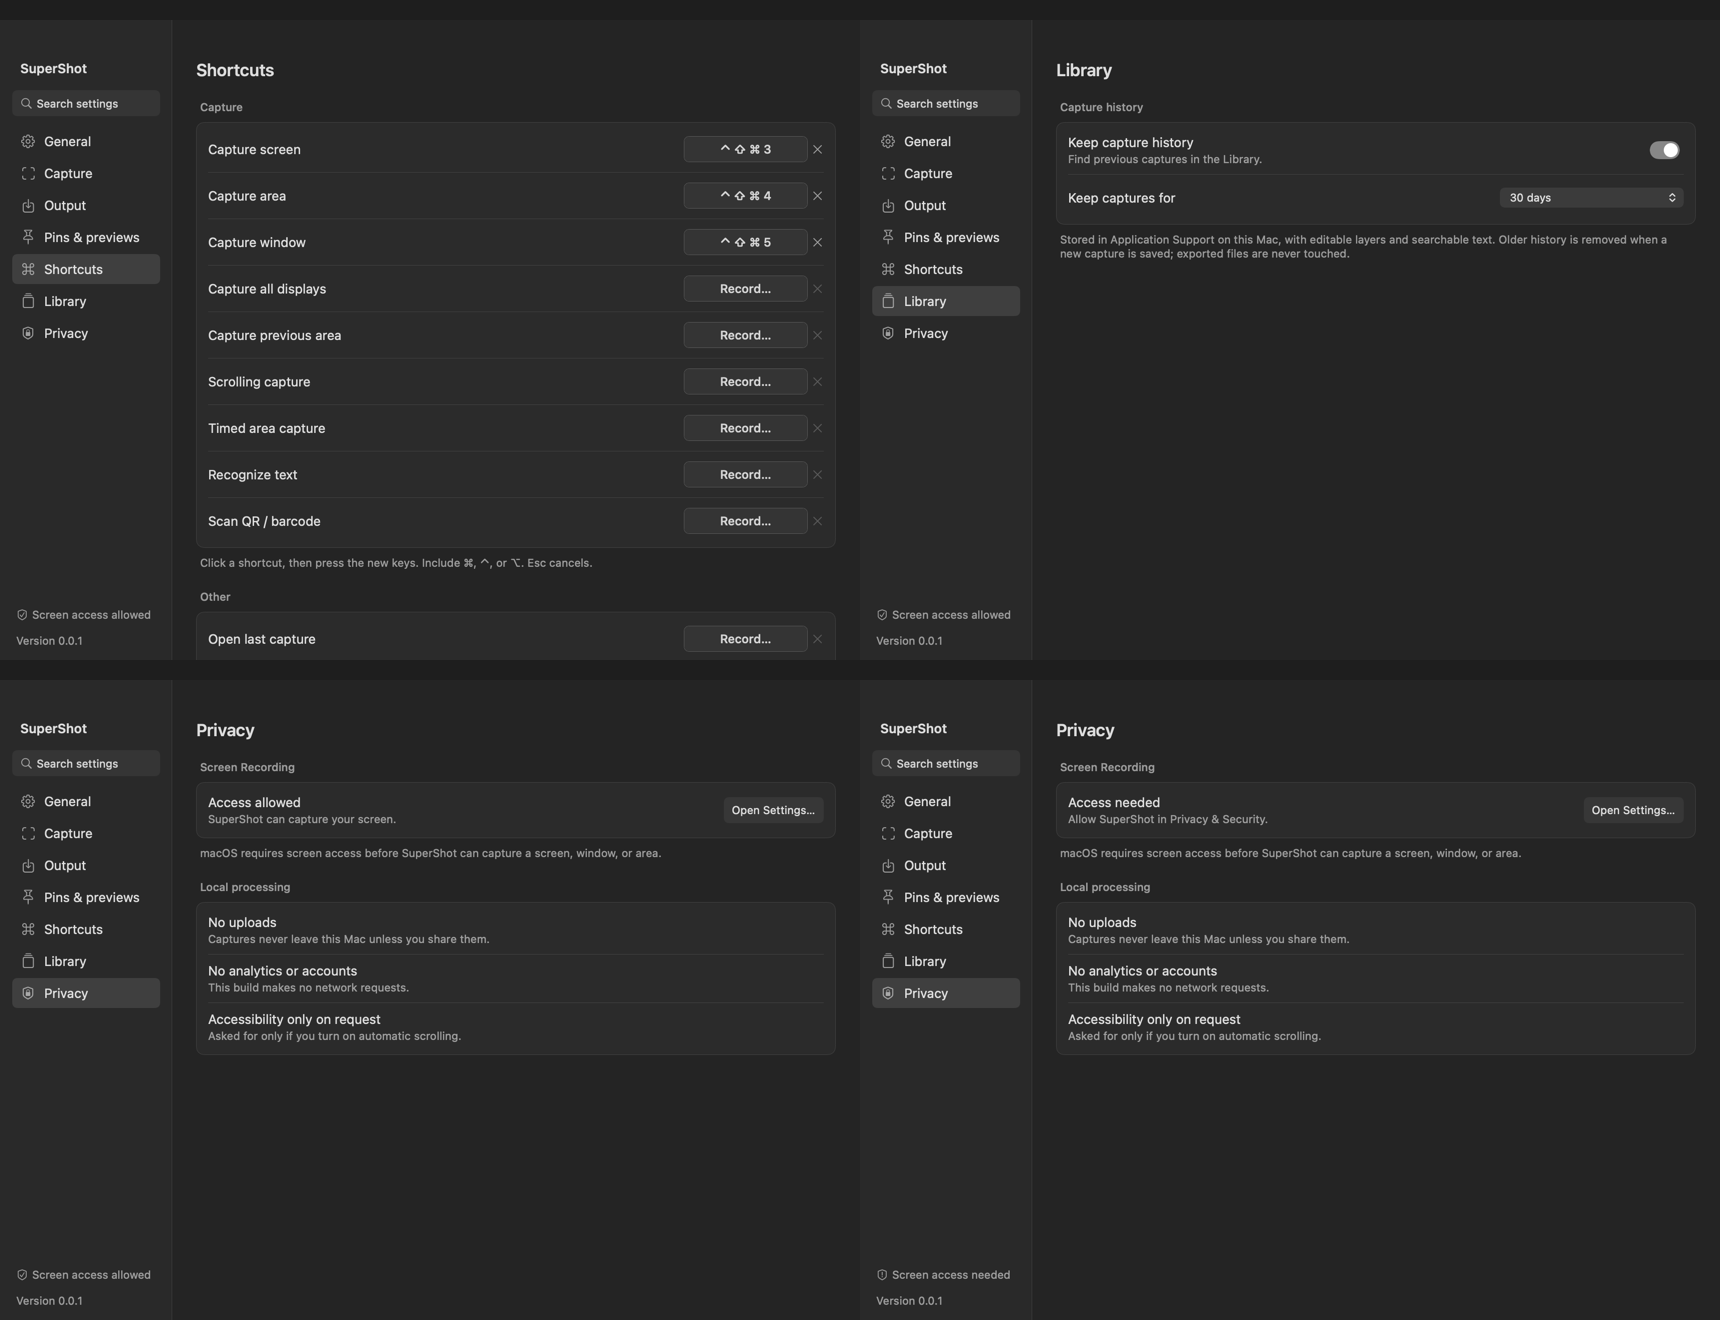 SuperShot
Search settings
General
Capture
Output
Pins & previews
Shortcuts
Library
Privacy
Screen access allowed
Version 0.0.1
Shortcuts
Capture
Capture screen ⌃ ⇧ ⌘ 3
Capture area ⌃ ⇧ ⌘ 4
Capture window ⌃ ⇧ ⌘ 5
Capture all displays Record...
Capture previous area Record...
Scrolling capture Record...
Timed area capture Record...
Recognize text Record...
Scan QR / barcode Record...
Click a shortcut, then press the new keys. Include ⌘, ⌃, or ⌥. Esc cancels.
Other
Open last capture Record...
SuperShot
Search settings
General
Capture
Output
Pins & previews
Shortcuts
Library
Privacy
Screen access allowed
Version 0.0.1
Library
Capture history
Keep capture history
Find previous captures in the Library.
Keep captures for 30 days
Stored in Application Support on this Mac, with editable layers and searchable text. Older history is removed when a
new capture is saved; exported files are never touched.
SuperShot
Search settings
General
Capture
Output
Pins & previews
Shortcuts
Library
Privacy
Screen access allowed
Version 0.0.1
Privacy
Screen Recording
Access allowed
SuperShot can capture your screen.
Open Settings...
macOS requires screen access before SuperShot can capture a screen, window, or area.
Local processing
No uploads
Captures never leave this Mac unless you share them.
No analytics or accounts
This build makes no network requests.
Accessibility only on request
Asked for only if you turn on automatic scrolling.
SuperShot
Search settings
General
Capture
Output
Pins & previews
Shortcuts
Library
Privacy
Screen access needed
Version 0.0.1
Privacy
Screen Recording
Access needed
Allow SuperShot in Privacy & Security.
Open Settings...
macOS requires screen access before SuperShot can capture a screen, window, or area.
Local processing
No uploads
Captures never leave this Mac unless you share them.
No analytics or accounts
This build makes no network requests.
Accessibility only on request
Asked for only if you turn on automatic scrolling.